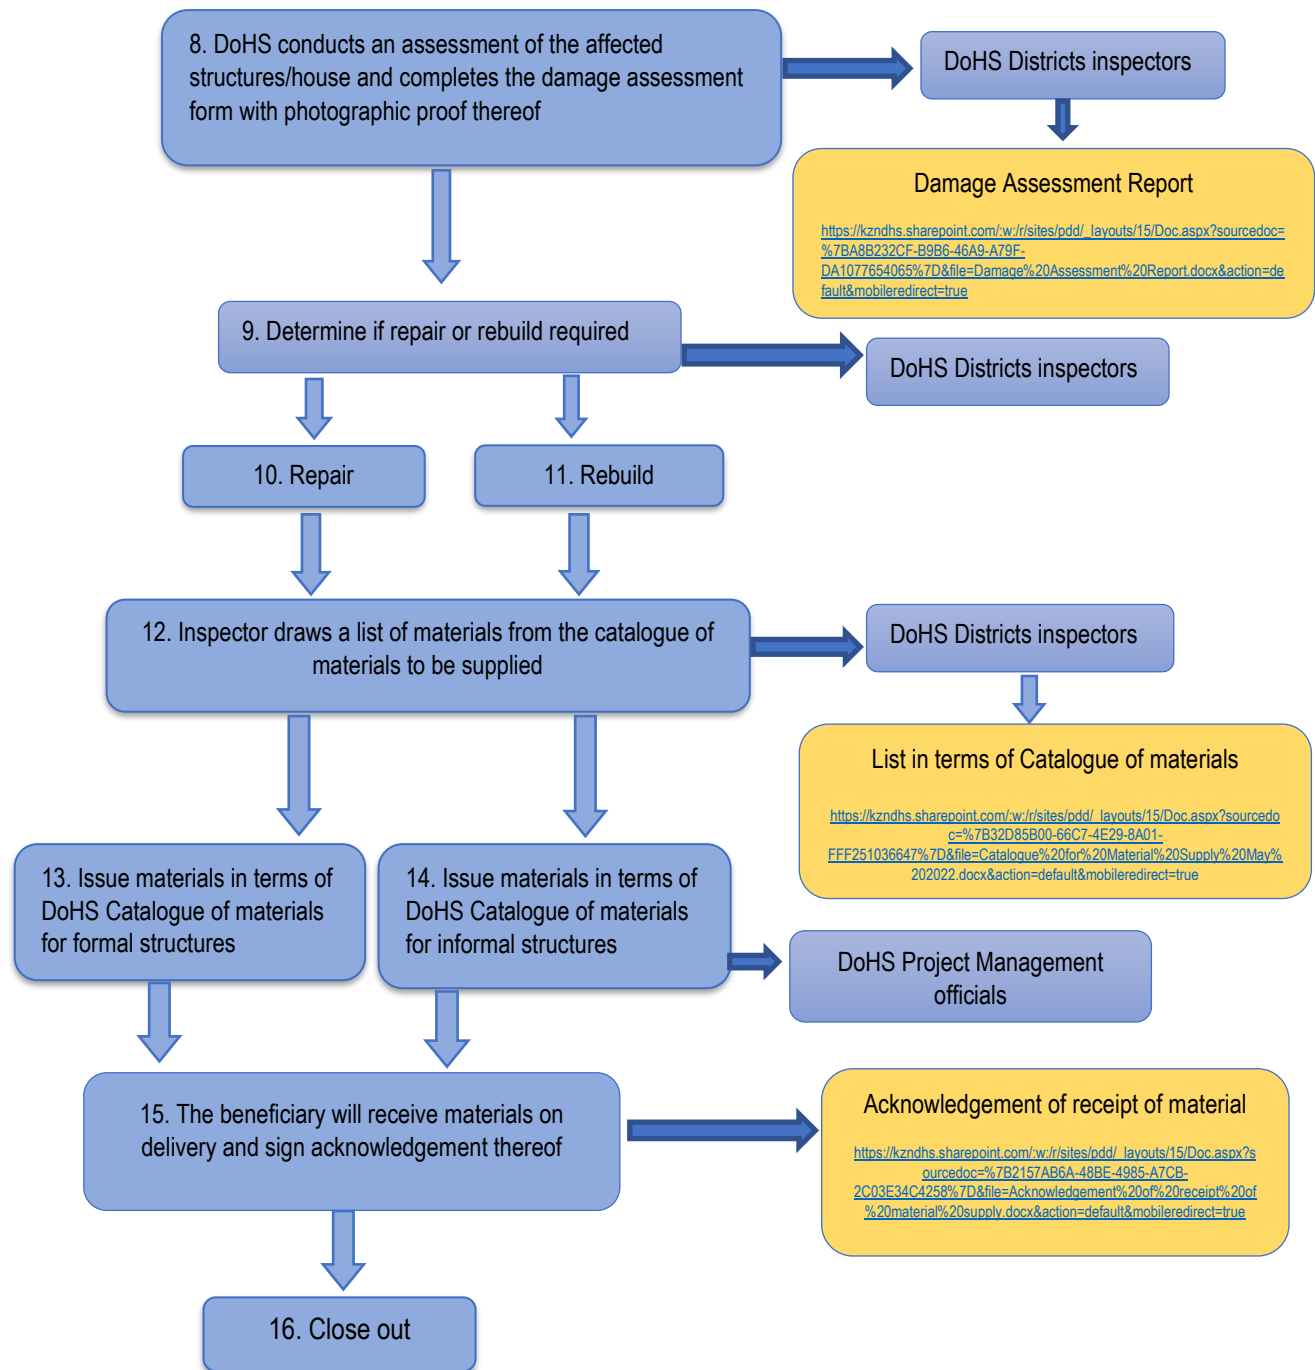 8. DoHS conducts an assessment of the affected
structures/house and completes the damage assessment
form with photographic proof thereof
DoHS Districts inspectors
Damage Assessment Report
https://kzndhs.sharepoint.com/:w:/r/sites/pdd/_layouts/15/Doc.aspx?sourcedoc=
%7BA8B232CF-B9B6-46A9-A79F-
DA1077654065%7D&file=Damage%20Assessment%20Report.docx&action=de
fault&mobileredirect=true
9. Determine if repair or rebuild required
DoHS Districts inspectors
10. Repair
11. Rebuild
12. Inspector draws a list of materials from the catalogue of
materials to be supplied
DoHS Districts inspectors
List in terms of Catalogue of materials
https://kzndhs.sharepoint.com/:w:/r/sites/pdd/_layouts/15/Doc.aspx?sourcedo
c=%7B32D85B00-66C7-4E29-8A01-
FFF251036647%7D&file=Catalogue%20for%20Material%20Supply%20May%
202022.docx&action=default&mobileredirect=true
13. Issue materials in terms of
DoHS Catalogue of materials
for formal structures
14. Issue materials in terms of
DoHS Catalogue of materials
for informal structures
DoHS Project Management
officials
15. The beneficiary will receive materials on
delivery and sign acknowledgement thereof
Acknowledgement of receipt of material
https://kzndhs.sharepoint.com/:w:/r/sites/pdd/_layouts/15/Doc.aspx?s
ourcedoc=%7B2157AB6A-48BE-4985-A7CB-
2C03E34C4258%7D&file=Acknowledgement%20of%20receipt%20of
%20material%20supply.docx&action=default&mobileredirect=true
16. Close out